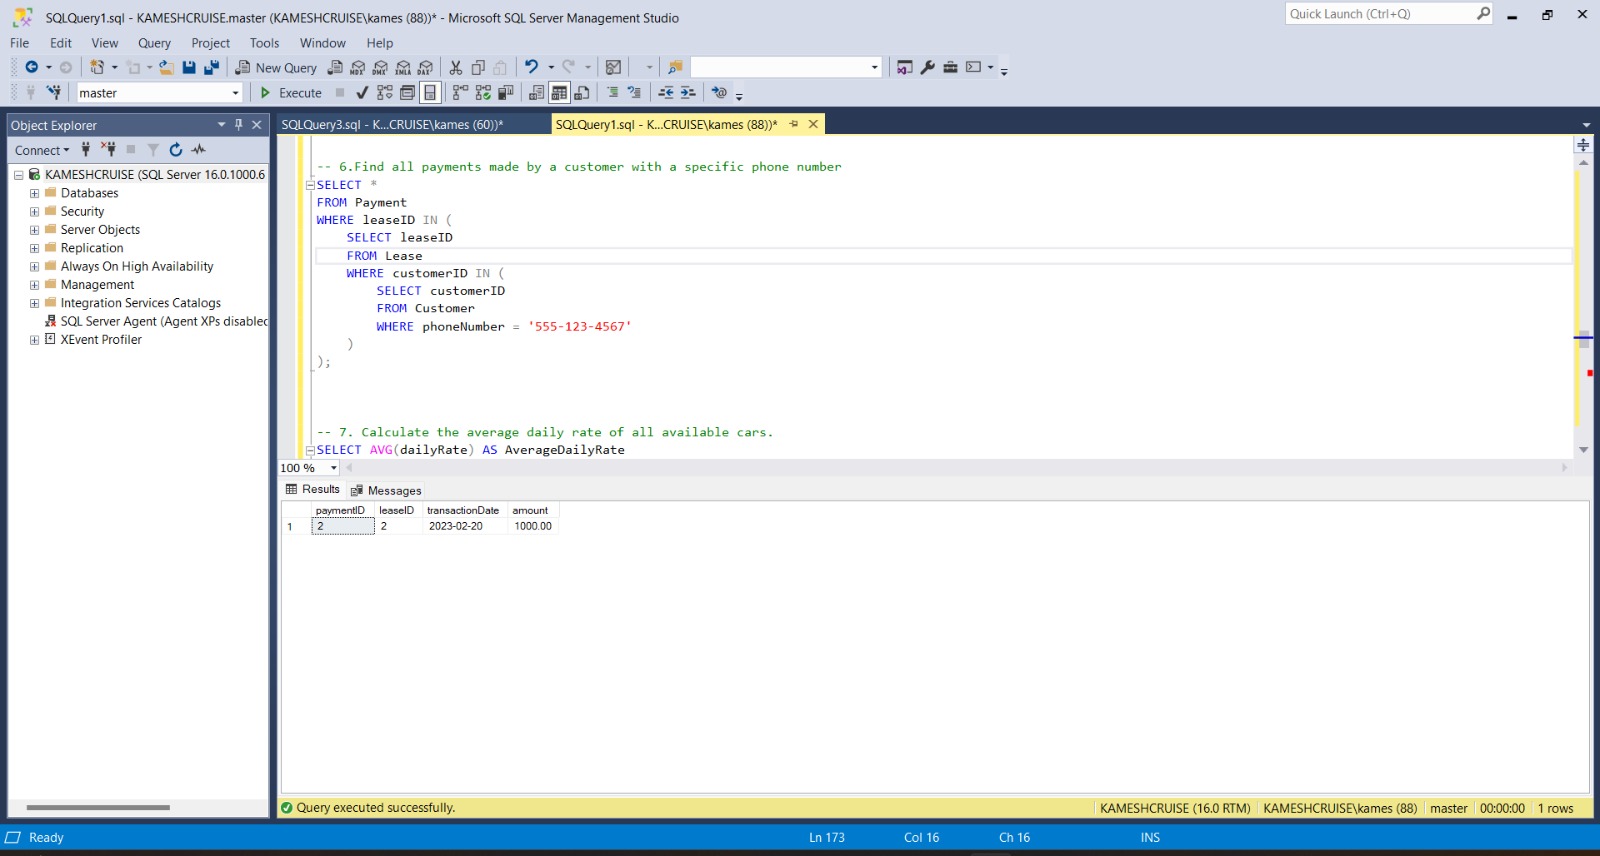 SQLQuery1.sql - KAMESHCRUISE.master (KAMESHCRUISE\kames (88))* - Microsoft SQL Server Management Studio
Quick Launch (Ctrl+Q)
File Edit View Query Project Tools Window Help
New Query
MDX DMX XMLA DAX
master
Execute
Object Explorer
SQLQuery3.sql - K...CRUISE\kames (60))*
SQLQuery1.sql - K...CRUISE\kames (88))*
Connect
KAMESHCRUISE (SQL Server 16.0.1000.6
Databases
Security
Server Objects
Replication
Always On High Availability
Management
Integration Services Catalogs
SQL Server Agent (Agent XPs disabled
XEvent Profiler
-- 6.Find all payments made by a customer with a specific phone number
SELECT *
FROM Payment
WHERE leaseID IN (
SELECT leaseID
FROM Lease
WHERE customerID IN (
SELECT customerID
FROM Customer
WHERE phoneNumber = '555-123-4567'
)
);
-- 7. Calculate the average daily rate of all available cars.
SELECT AVG(dailyRate) AS AverageDailyRate
100 %
Results Messages
paymentID leaseID transactionDate amount
1 2 2 2023-02-20 1000.00
Query executed successfully.
KAMESHCRUISE (16.0 RTM) KAMESHCRUISE\kames (88) master 00:00:00 1 rows
Ready Ln 173 Col 16 Ch 16 INS